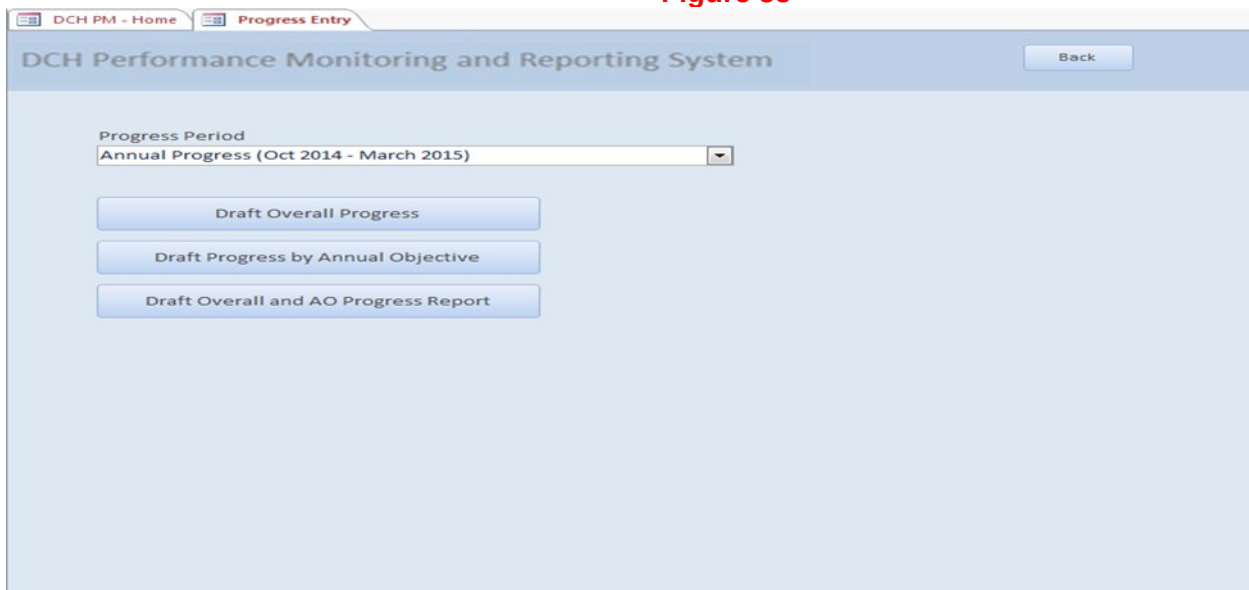 DCH PM - Home Progress Entry
DCH Performance Monitoring and Reporting System
Back
Progress Period
Annual Progress (Oct 2014 - March 2015)
Draft Overall Progress
Draft Progress by Annual Objective
Draft Overall and AO Progress Report